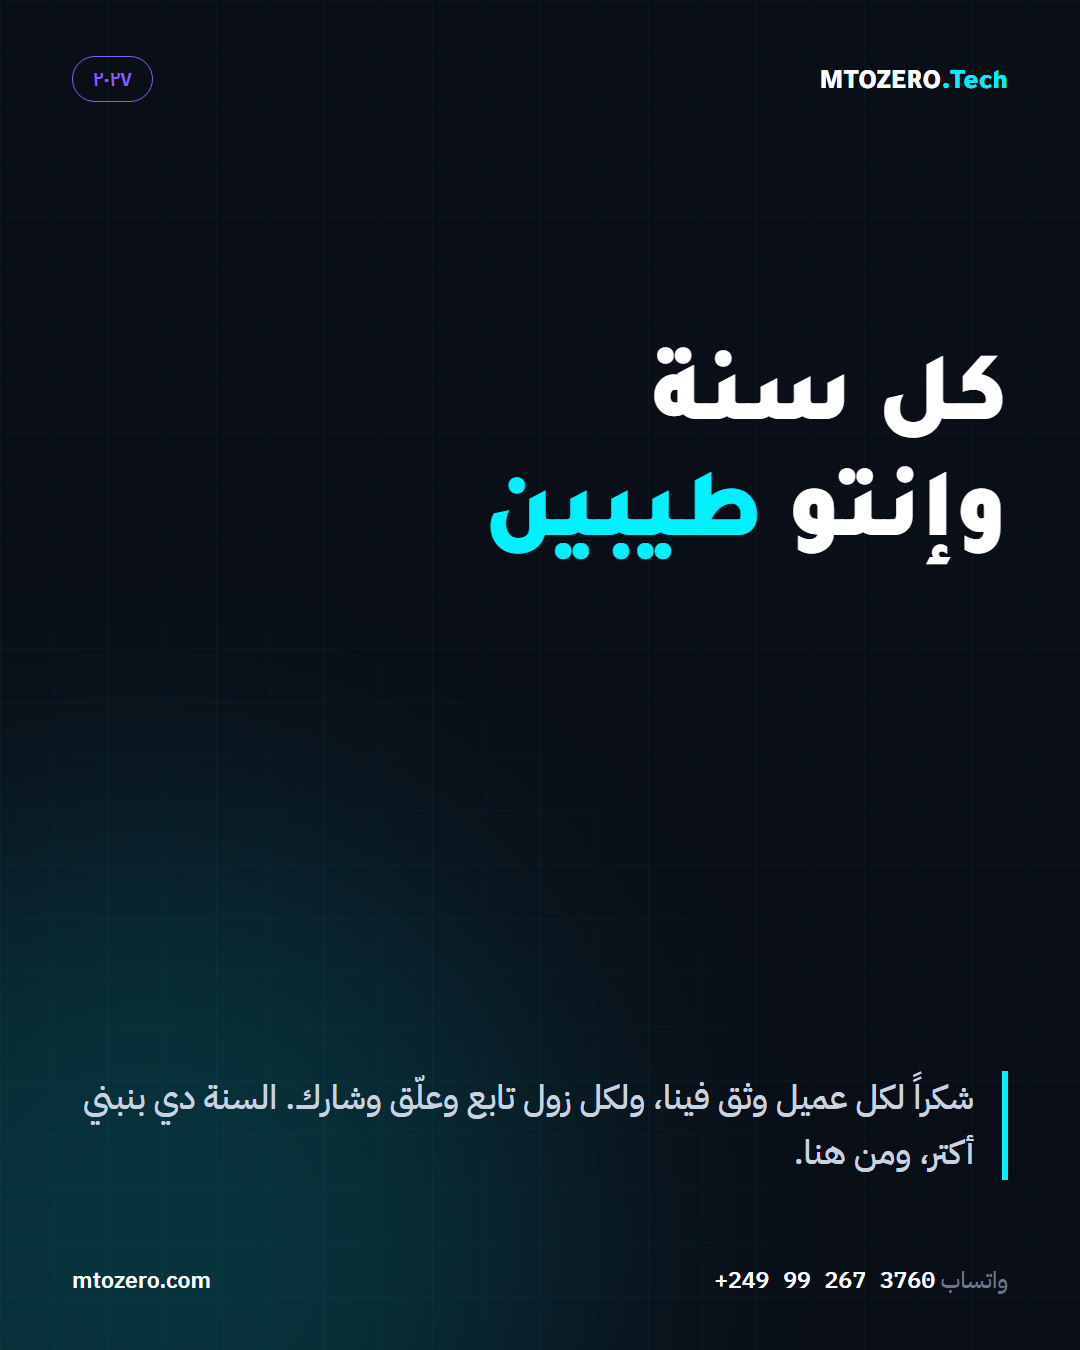 MTOZERO.Tech
٢٠٢٧
كل سنة
وإنتو طيبين
شكراً لكل عميل وثق فينا، ولكل زول تابع وعلّق وشارك. السنة دي بنبني
أكتر، ومن هنا.
واتساب +249 99 267 3760
mtozero.com